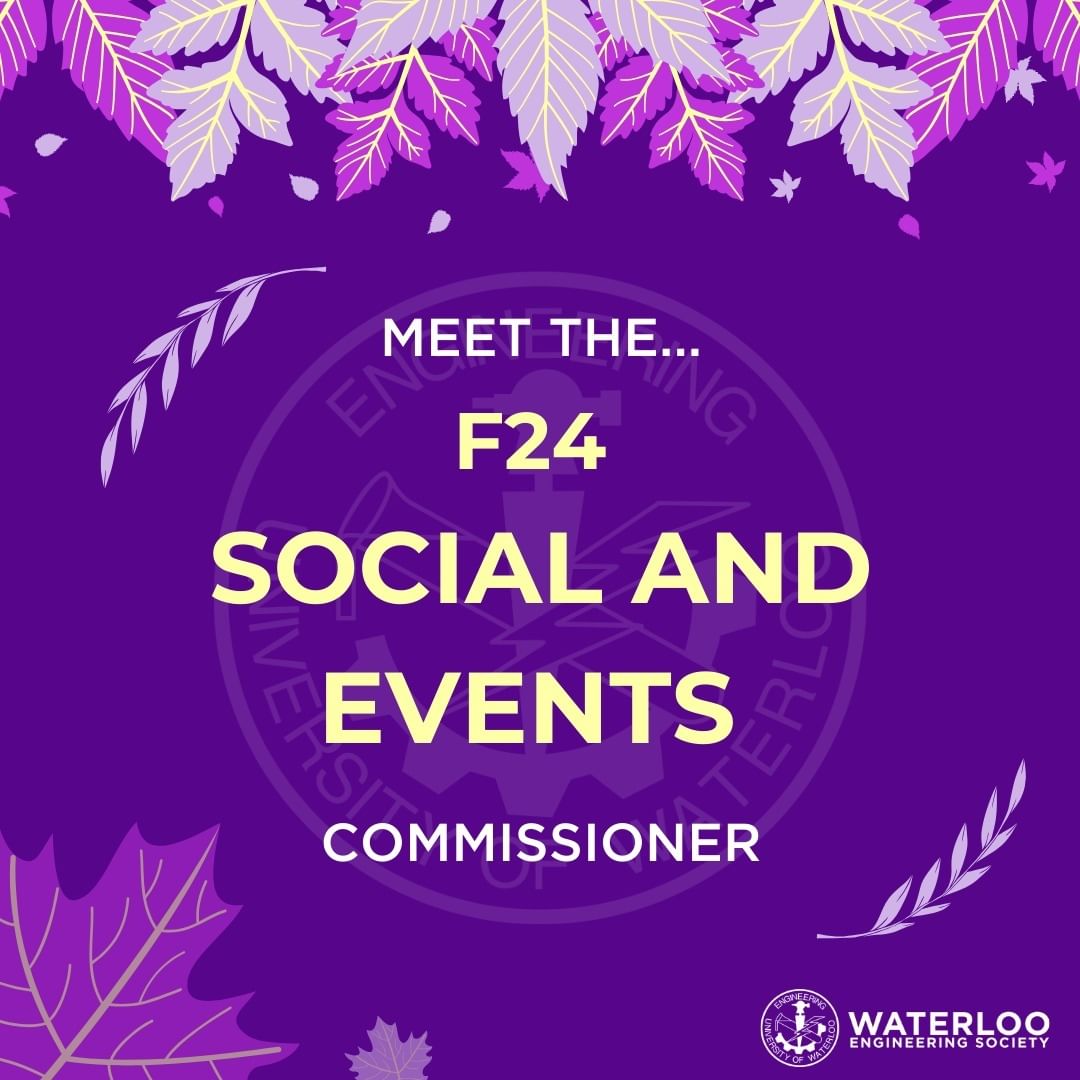 MEET THE...
F24
SOCIAL AND
EVENTS
COMMISSIONER
ENGINEERING
UNIVERSITY OF WATERLOO
ENGINEERING
UNIVERSITY OF WATERLOO
WATERLOO
ENGINEERING SOCIETY